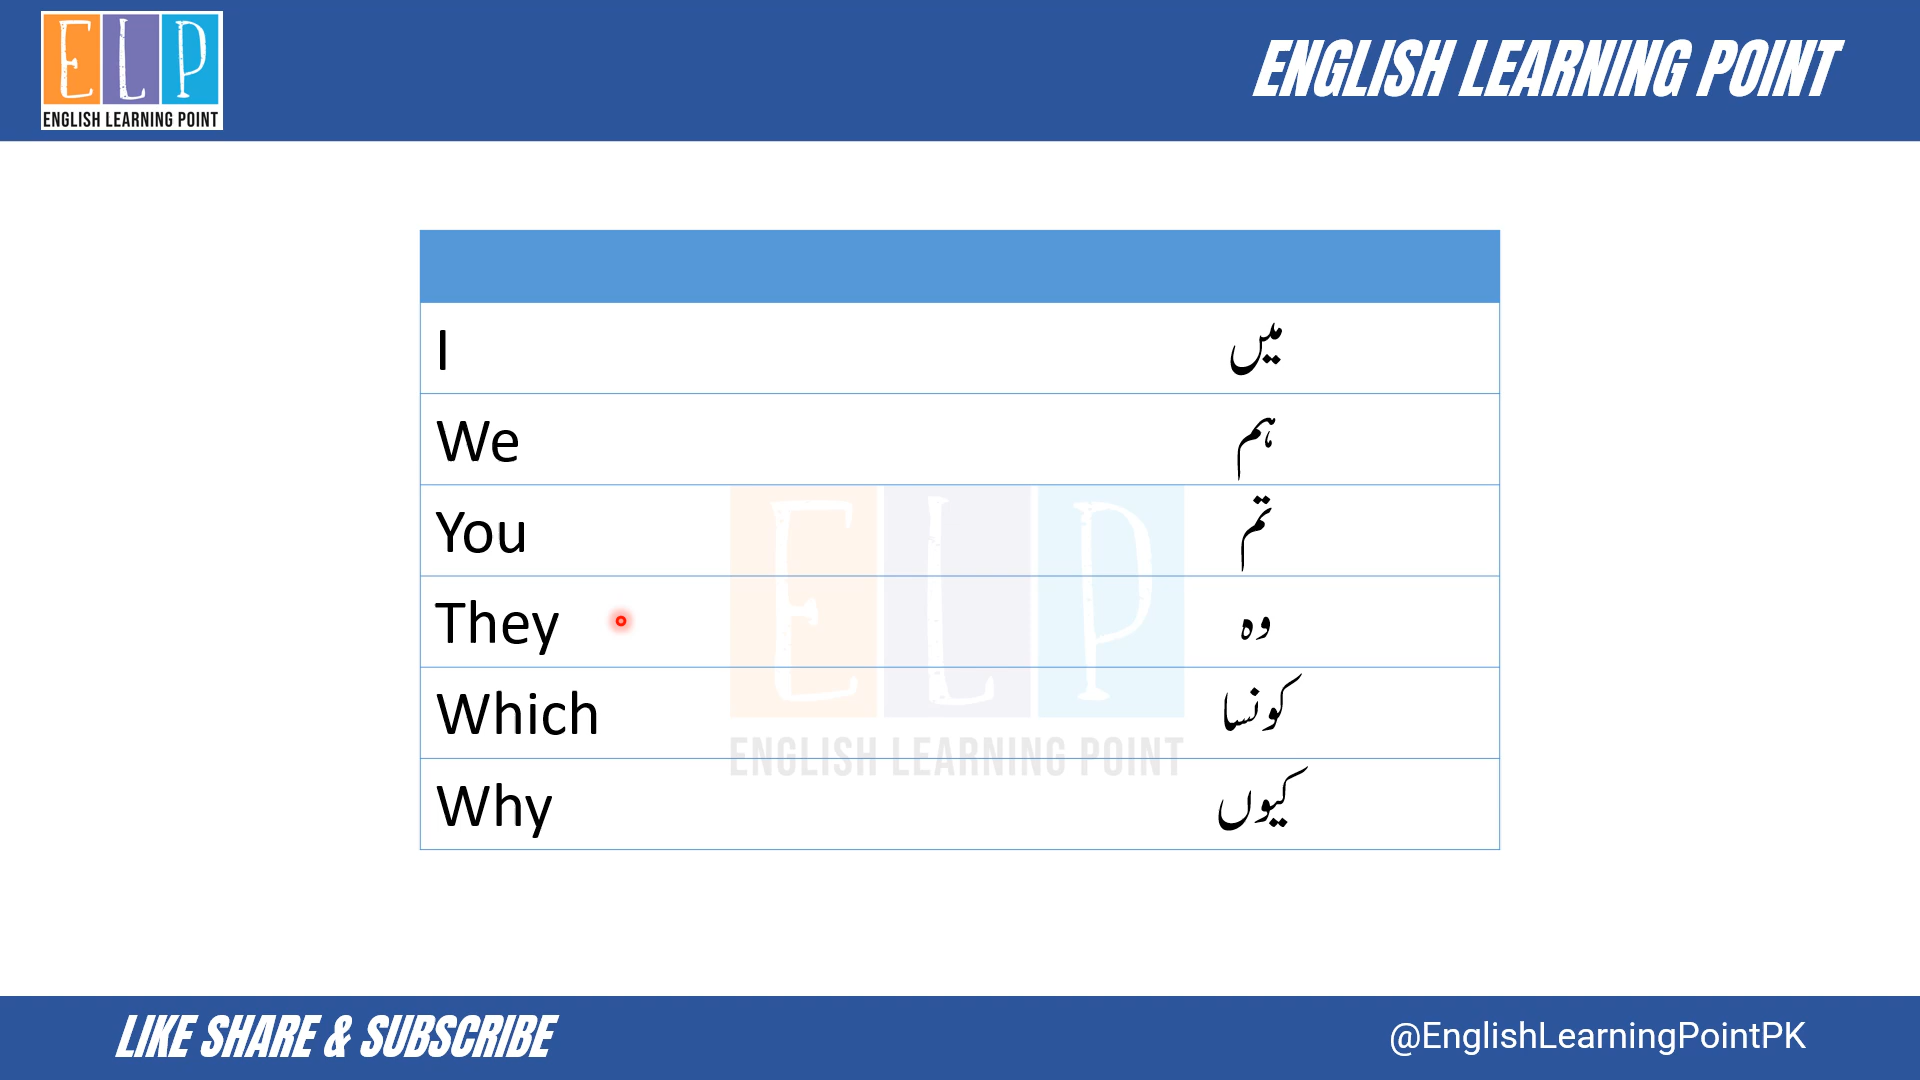 ELP
ENGLISH LEARNING POINT
ENGLISH LEARNING POINT
I میں
We ہم
You تم
They وہ
Which کونسا
Why کیوں
ELP
ENGLISH LEARNING POINT
LIKE SHARE & SUBSCRIBE
@EnglishLearningPointPK